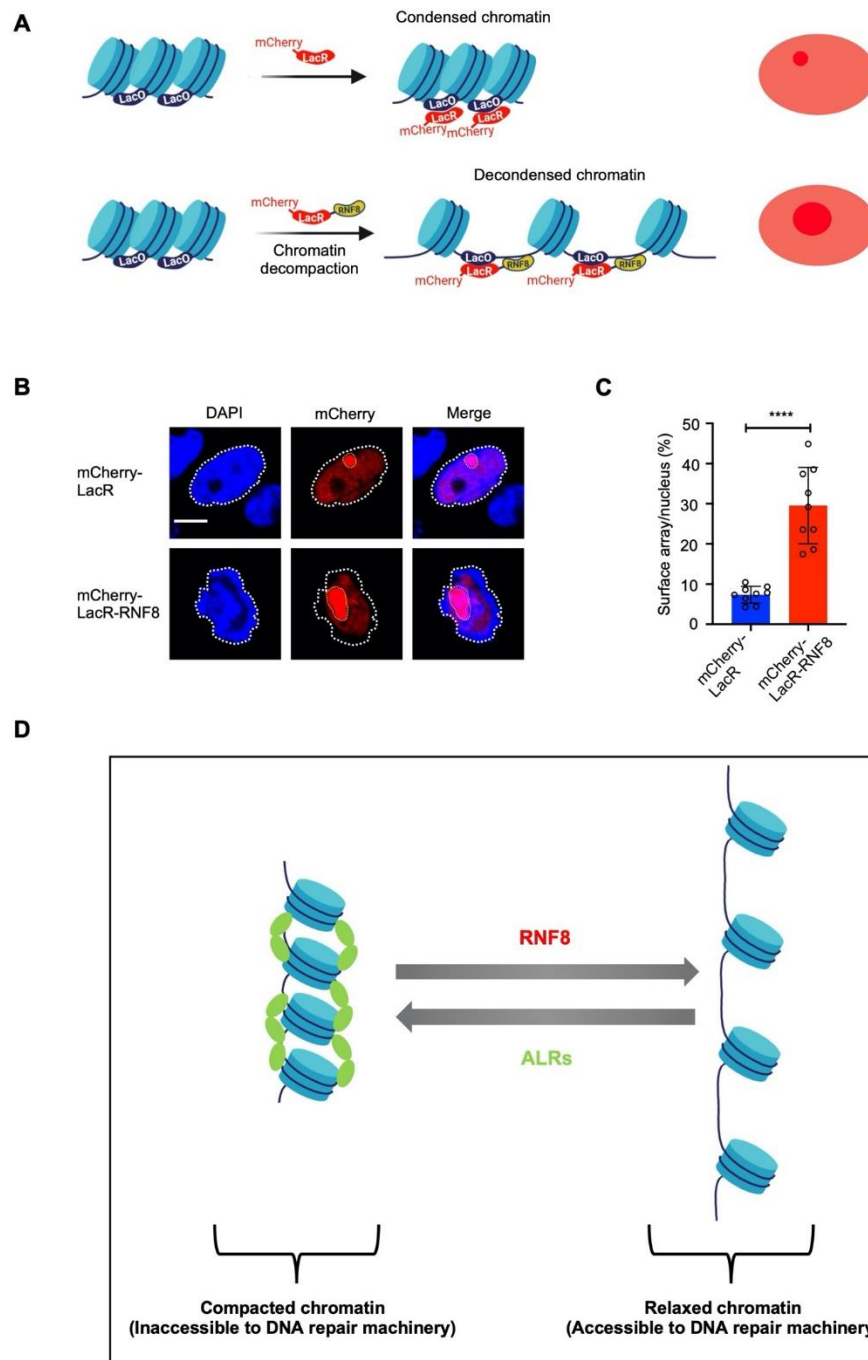 A
Condensed chromatin
mCherry
LacR
LacO LacO
LacO LacO
LacR LacR
mCherry mCherry
Decondensed chromatin
mCherry
LacR RNF8
LacO LacO
Chromatin
decompaction
LacO LacO
LacR RNF8 LacR RNF8
mCherry mCherry
B
DAPI mCherry Merge
mCherry-
LacR
mCherry-
LacR-RNF8
C
****
Surface array/nucleus (%)
50
40
30
20
10
0
mCherry-
LacR
mCherry-
LacR-RNF8
D
RNF8
ALRs
Compacted chromatin
(Inaccessible to DNA repair machinery)
Relaxed chromatin
(Accessible to DNA repair machinery